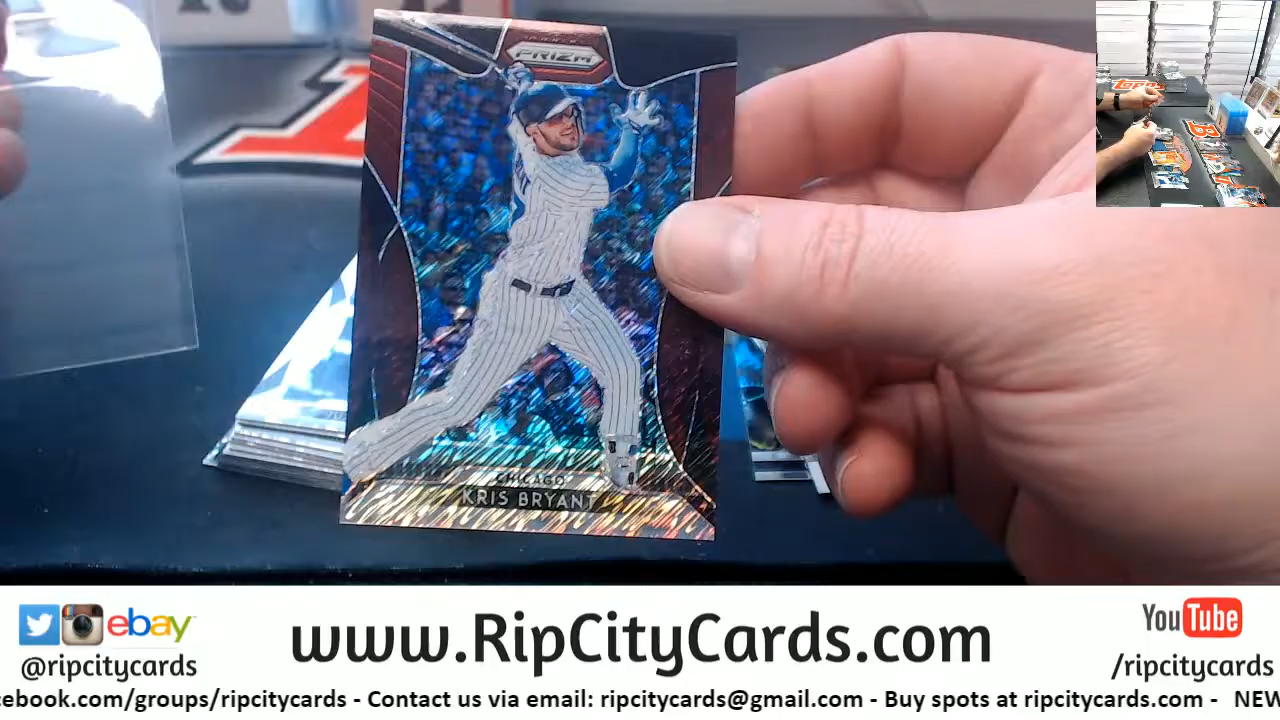 PRIZM
CHICAGO
KRIS BRYANT
ebay
@ripcitycards
www.RipCityCards.com
YouTube
/ripcitycards
cebook.com/groups/ripcitycards - Contact us via email: ripcitycards@gmail.com - Buy spots at ripcitycards.com - NEW